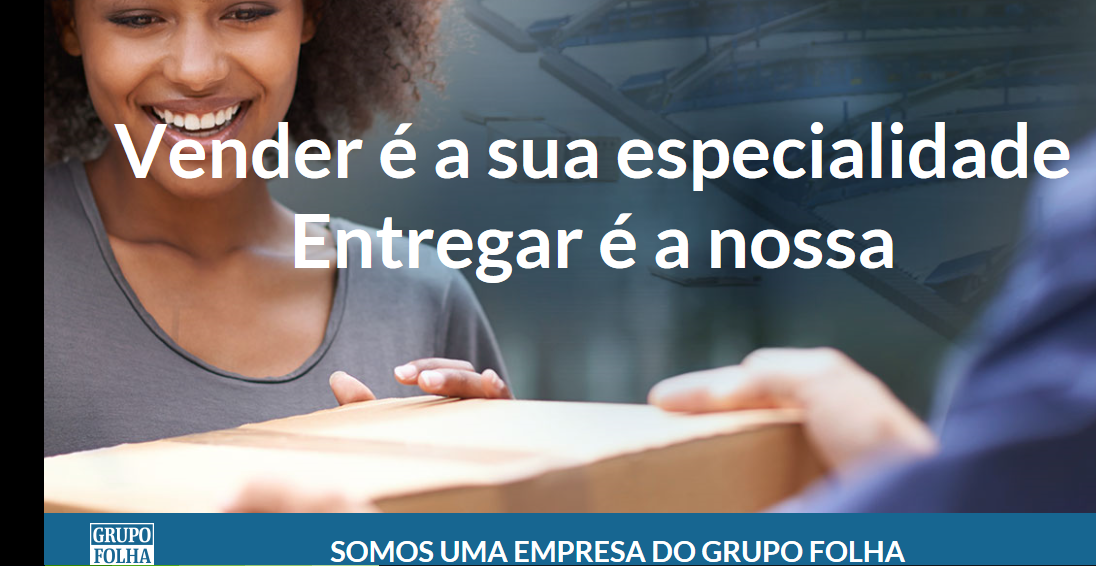 Vender é a sua especialidade
Entregar é a nossa
GRUPO
FOLHA
SOMOS UMA EMPRESA DO GRUPO FOLHA